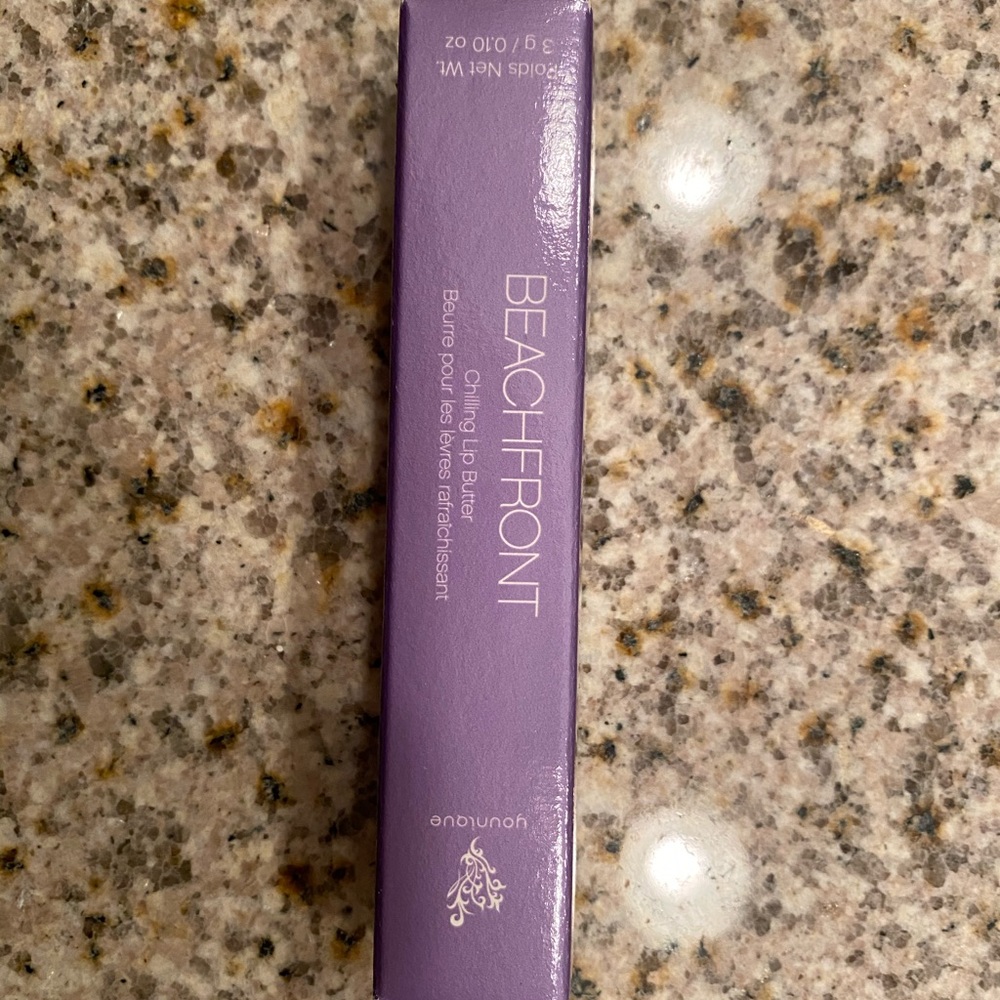 BEACHFRONT
Chilling Lip Butter
Beurre pour les lèvres rafraîchissant
younique
Poids Net Wt.
3 g / 0.10 oz